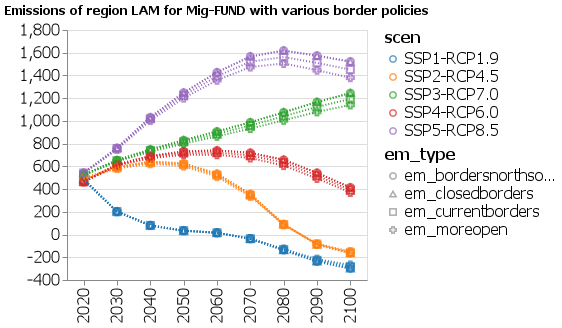 Emissions of region LAM for Mig-FUND with various border policies
1,800
1,600
1,400
1,200
1,000
800
600
400
200
0
-200
-400
2020
2030
2040
2050
2060
2070
2080
2090
2100
scen
SSP1-RCP1.9
SSP2-RCP4.5
SSP3-RCP7.0
SSP4-RCP6.0
SSP5-RCP8.5
em_type
em_bordersnorthso...
em_closedborders
em_currentborders
em_moreopen